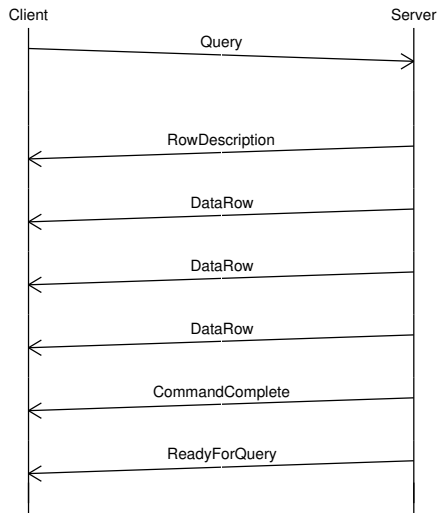 Client Server
Query
RowDescription
DataRow
DataRow
DataRow
CommandComplete
ReadyForQuery